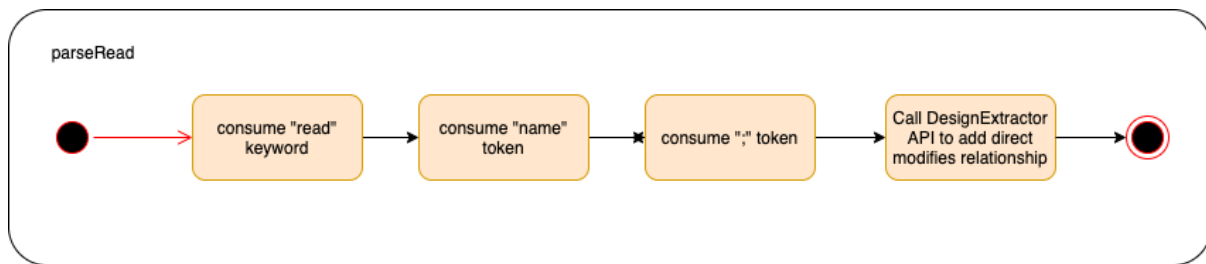 parseRead
consume "read"
keyword
consume "name"
token
consume ";" token
Call DesignExtractor
API to add direct
modifies relationship